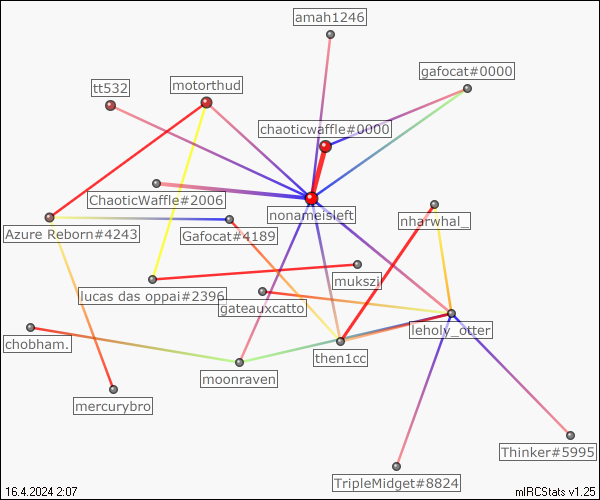 amah1246
gafocat#0000
tt532
motorthud
chaoticwaffle#0000
ChaoticWaffle#2006
nonameisleft
nharwhal_
Azure Reborn#4243
Gafocat#4189
mukszi
lucas das oppai#2396
gateauxcatto
leholy_otter
chobham.
then1cc
moonraven
mercurybro
Thinker#5995
TripleMidget#8824
16.4.2024 2:07
mIRCStats v1.25